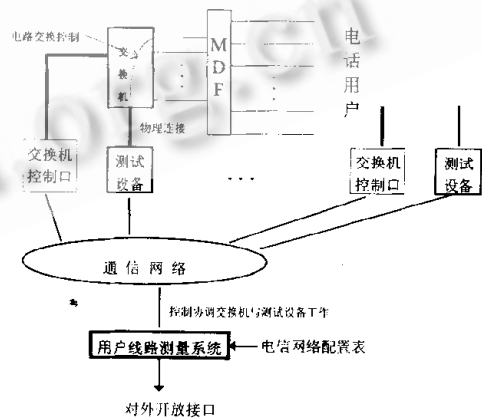 电路交换控制
交换机
MDF
电话用户
物理连接
交换机
控制口
测试
设备
...
交换机
控制口
测试
设备
通信网络
控制协调交换机与测试设备工作
用户线路测量系统
电信网络配置表
对外开放接口